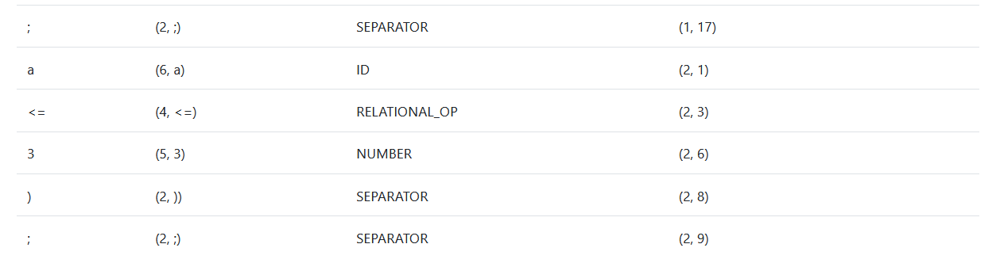 ; (2, ;) SEPARATOR (1, 17)
a (6, a) ID (2, 1)
<= (4, <=) RELATIONAL_OP (2, 3)
3 (5, 3) NUMBER (2, 6)
) (2, )) SEPARATOR (2, 8)
; (2, ;) SEPARATOR (2, 9)